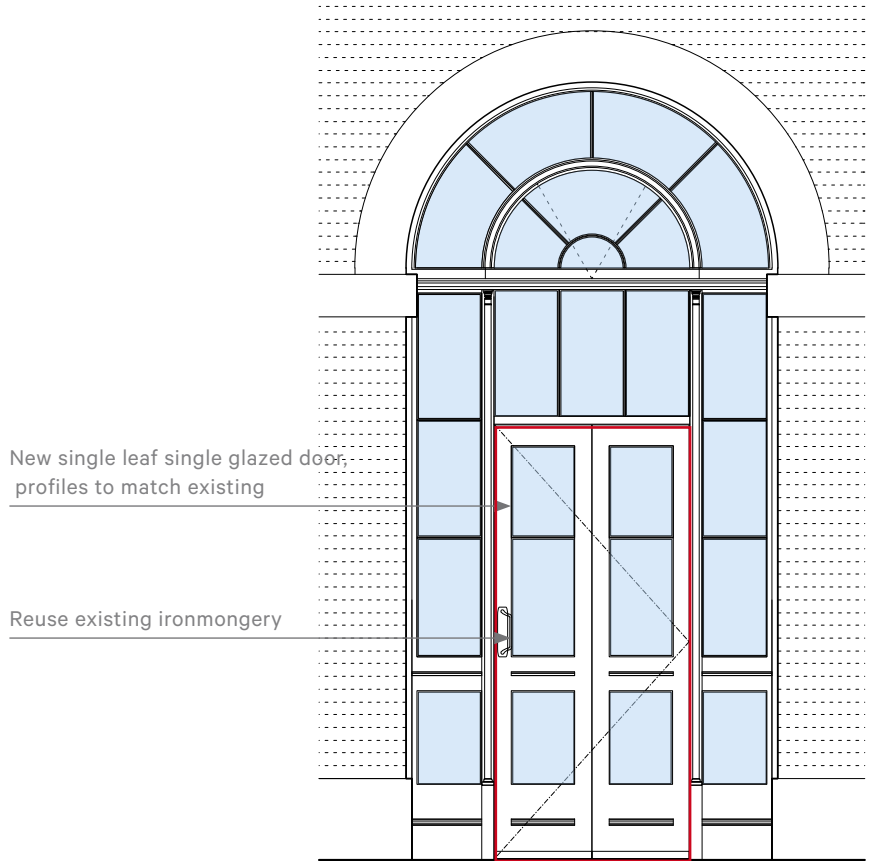 New single leaf single glazed door,
profiles to match existing
Reuse existing ironmongery